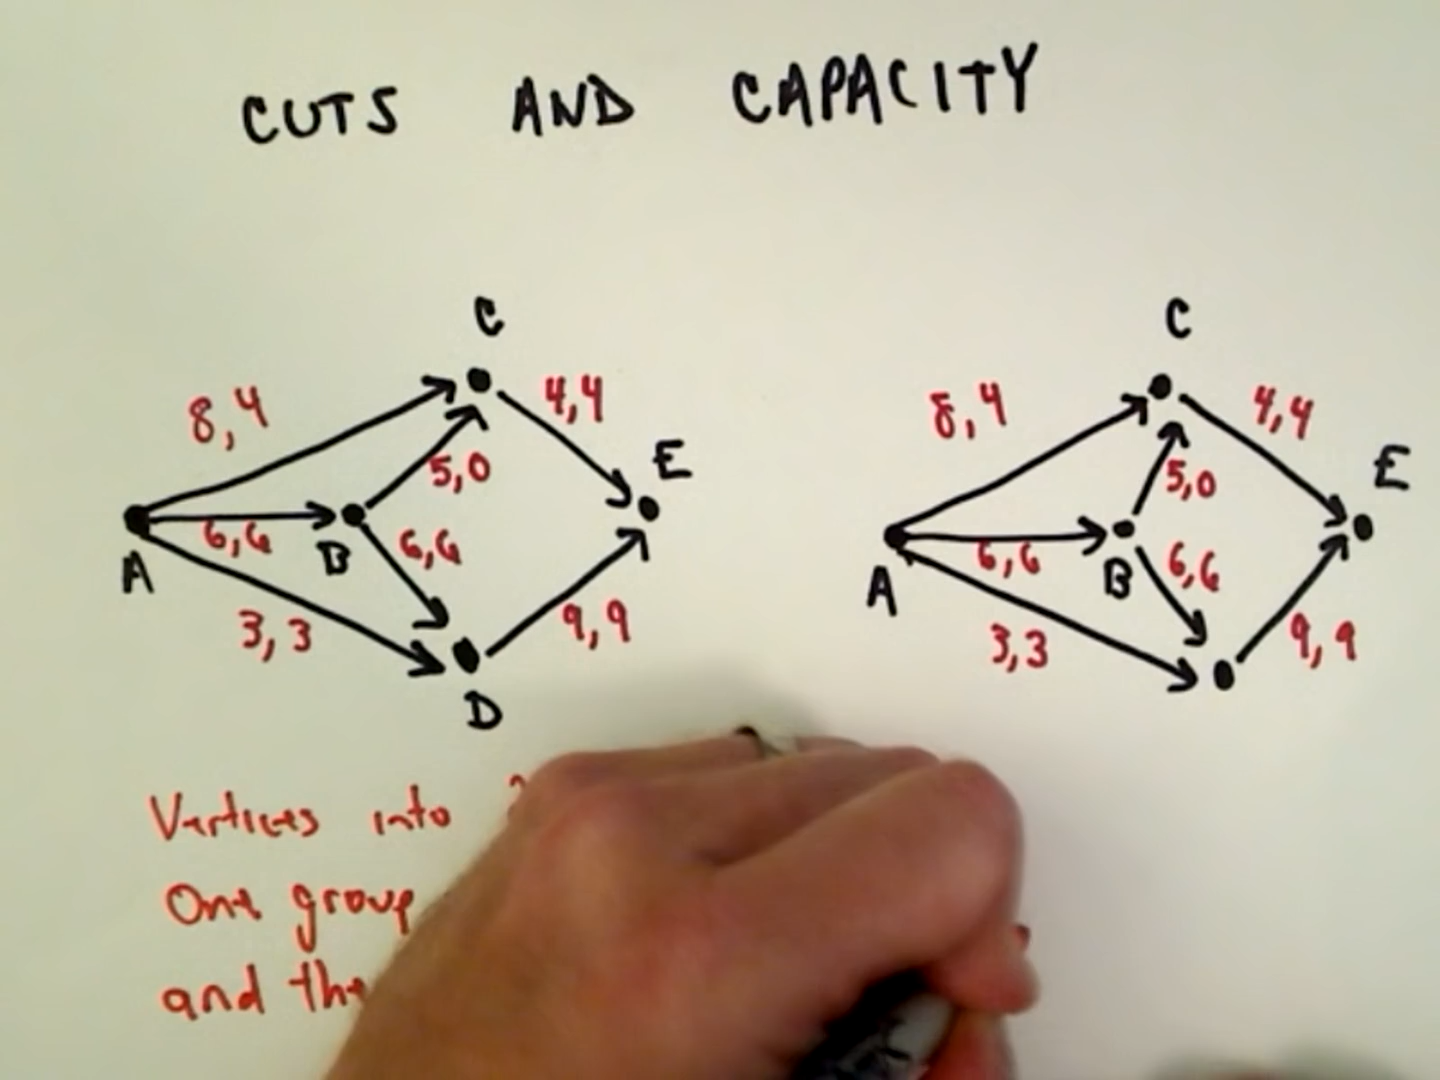 CUTS AND CAPACITY
C C
8,4 4,4 8,4 4,4
E E
5,0 5,0
6,6 6,6 6,6 6,6
A B A B
3,3 9,9 3,3 9,9
D
Vertices into
One group
and the